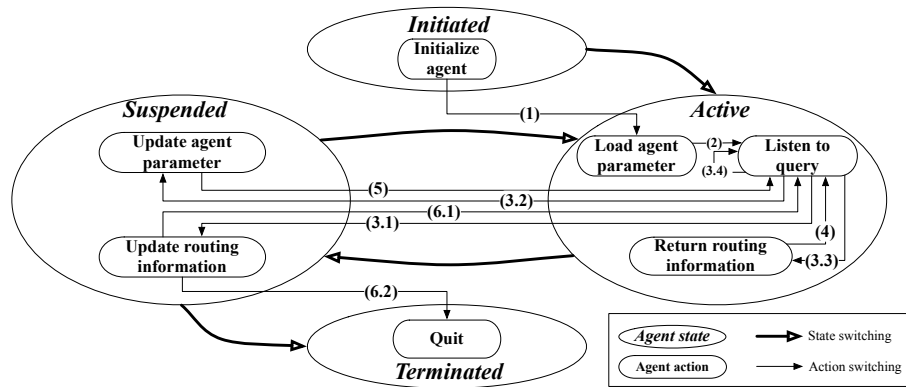 Initiated
Initialize
agent
(1)
Suspended
Update agent
parameter
Active
Load agent
parameter
(2)
(3.4)
Listen to
query
(5)
(3.2)
(6.1)
(3.1)
Update routing
information
Return routing
information
(4)
(3.3)
(6.2)
Quit
Terminated
Agent state
State switching
Agent action
Action switching